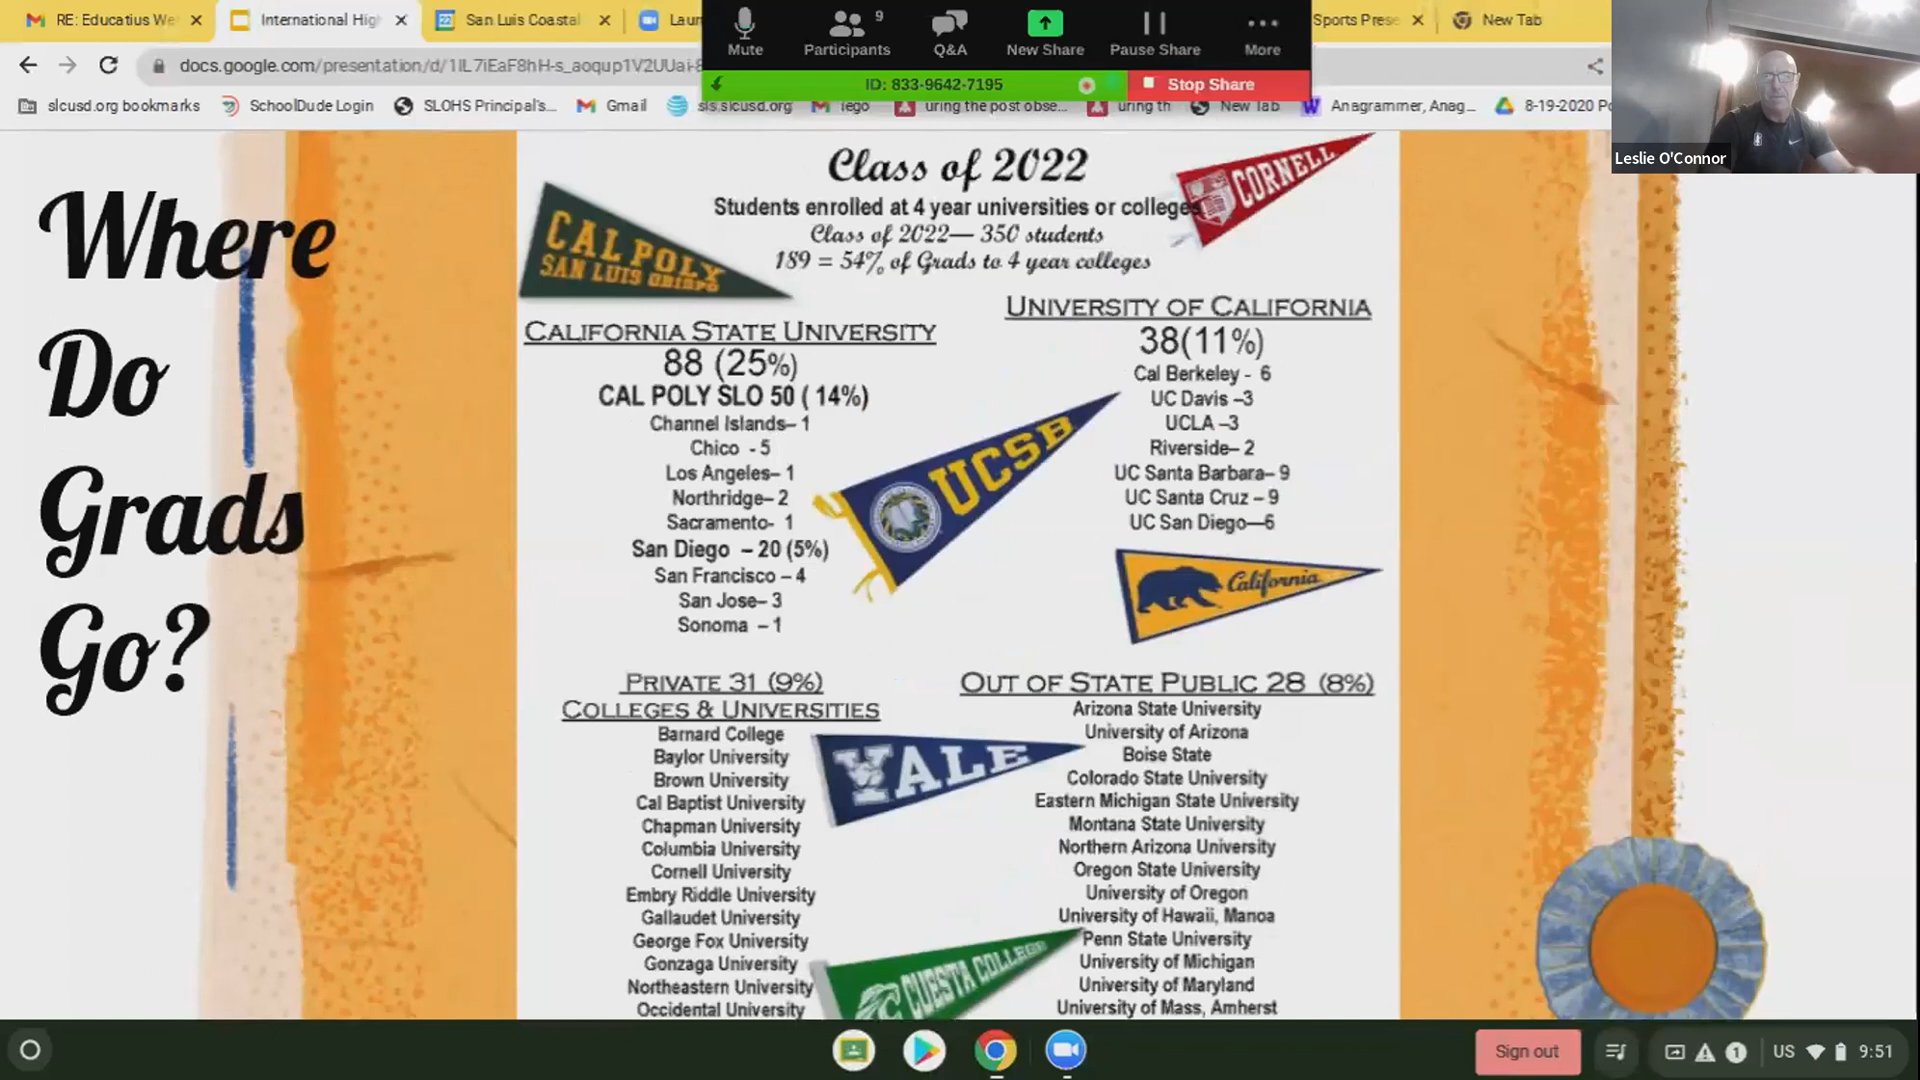 RE: Educatius We
International High
San Luis Coastal
Laun
Sports Prese
New Tab
Mute
Participants
9
Q&A
New Share
Pause Share
More
ID: 833-9642-7195
Stop Share
docs.google.com/presentation/d/1IL7iEaF8hH-s_aoqup1V2UUai-8
slcusd.org bookmarks
SchoolDude Login
SLOHS Principal's...
Gmail
sls.slcusd.org
lego
uring the post obse...
uring th
New Tab
Anagrammer, Anag...
8-19-2020 Po
Leslie O'Connor
Where
Do
Grads
Go?
Class of 2022
Students enrolled at 4 year universities or colleges
Class of 2022— 350 students
189 = 54% of Grads to 4 year colleges
CORNELL
CAL POLY
SAN LUIS OBISPO
CALIFORNIA STATE UNIVERSITY
88 (25%)
CAL POLY SLO 50 ( 14%)
Channel Islands– 1
Chico - 5
Los Angeles– 1
Northridge– 2
Sacramento- 1
San Diego – 20 (5%)
San Francisco – 4
San Jose– 3
Sonoma – 1
UCSB
UNIVERSITY OF CALIFORNIA
38(11%)
Cal Berkeley - 6
UC Davis –3
UCLA –3
Riverside– 2
UC Santa Barbara– 9
UC Santa Cruz – 9
UC San Diego—6
California
PRIVATE 31 (9%)
COLLEGES & UNIVERSITIES
Barnard College
Baylor University
Brown University
Cal Baptist University
Chapman University
Columbia University
Cornell University
Embry Riddle University
Gallaudet University
George Fox University
Gonzaga University
Northeastern University
Occidental University
YALE
CUESTA COLLEGE
OUT OF STATE PUBLIC 28 (8%)
Arizona State University
University of Arizona
Boise State
Colorado State University
Eastern Michigan State University
Montana State University
Northern Arizona University
Oregon State University
University of Oregon
University of Hawaii, Manoa
Penn State University
University of Michigan
University of Maryland
University of Mass, Amherst
Sign out
1
US
9:51